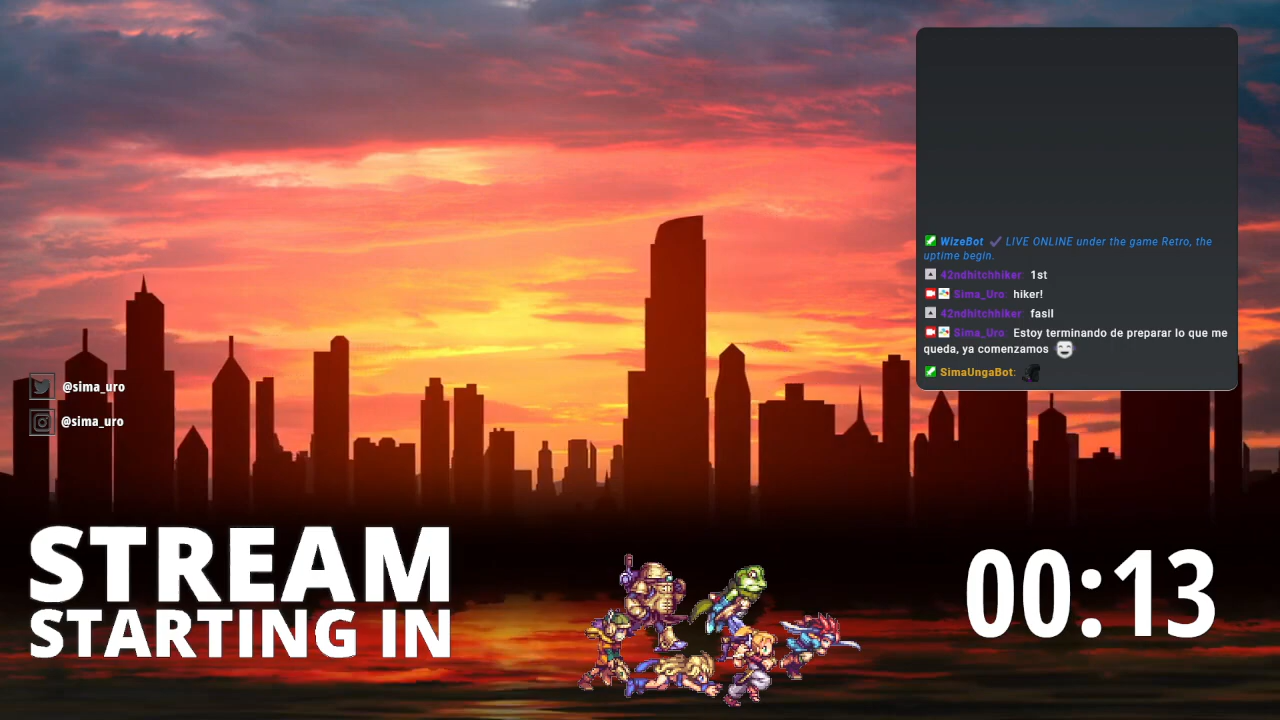 WizeBot ✔ LIVE ONLINE under the game Retro, the
uptime begin.
42ndhitchhiker: 1st
Sima_Uro: hiker!
42ndhitchhiker: fasil
Sima_Uro: Estoy terminando de preparar lo que me
queda, ya comenzamos
SimaUngaBot:
@sima_uro
@sima_uro
STREAM
STARTING IN
00:13